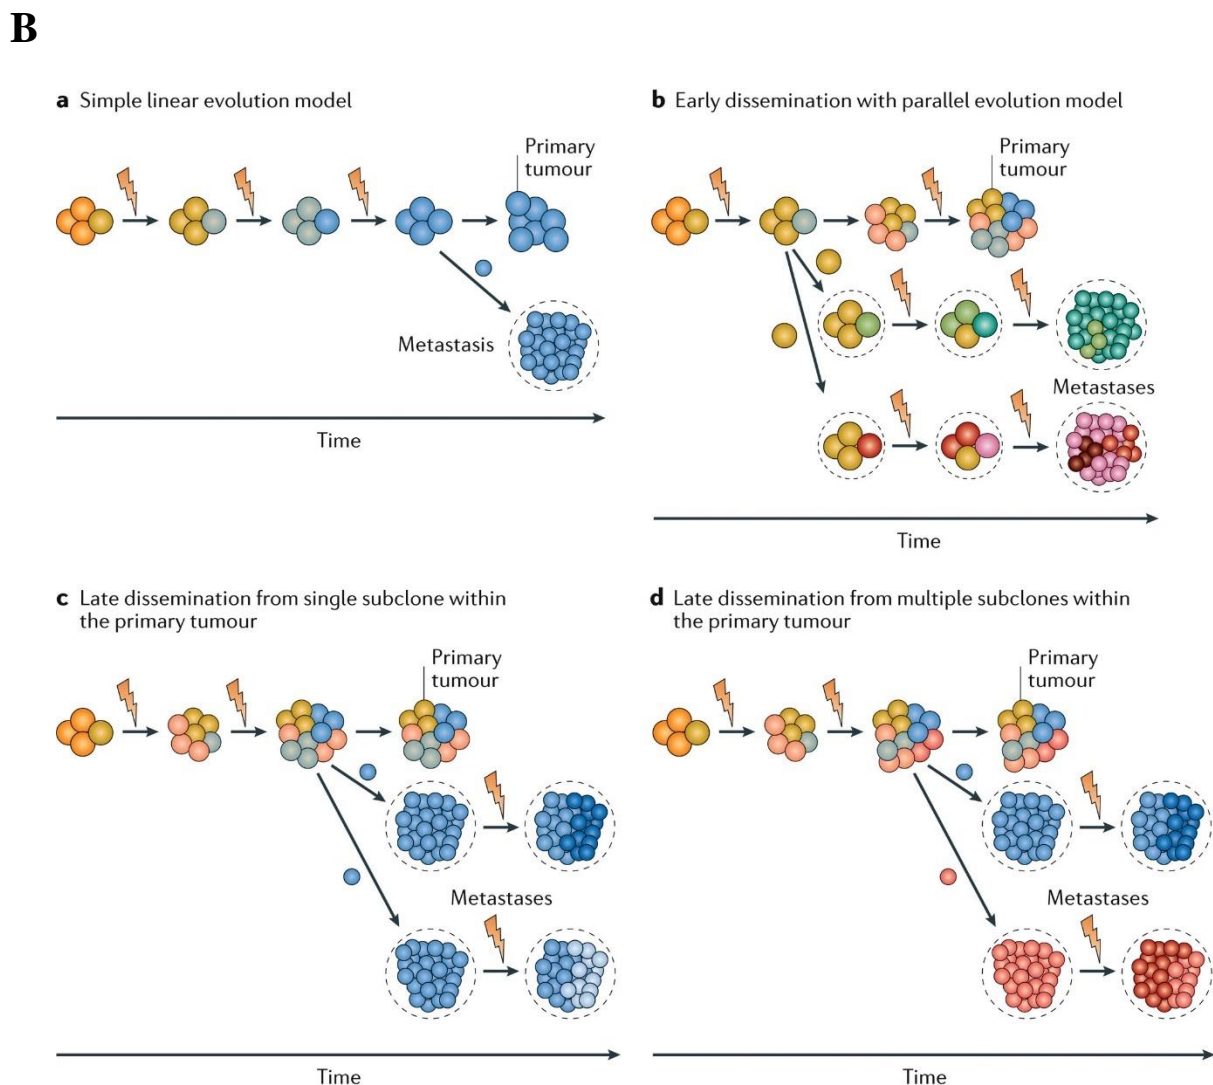 B
a Simple linear evolution model
Primary
tumour
Metastasis
Time
b Early dissemination with parallel evolution model
Primary
tumour
Metastases
Time
c Late dissemination from single subclone within
the primary tumour
Primary
tumour
Metastases
Time
d Late dissemination from multiple subclones within
the primary tumour
Primary
tumour
Metastases
Time